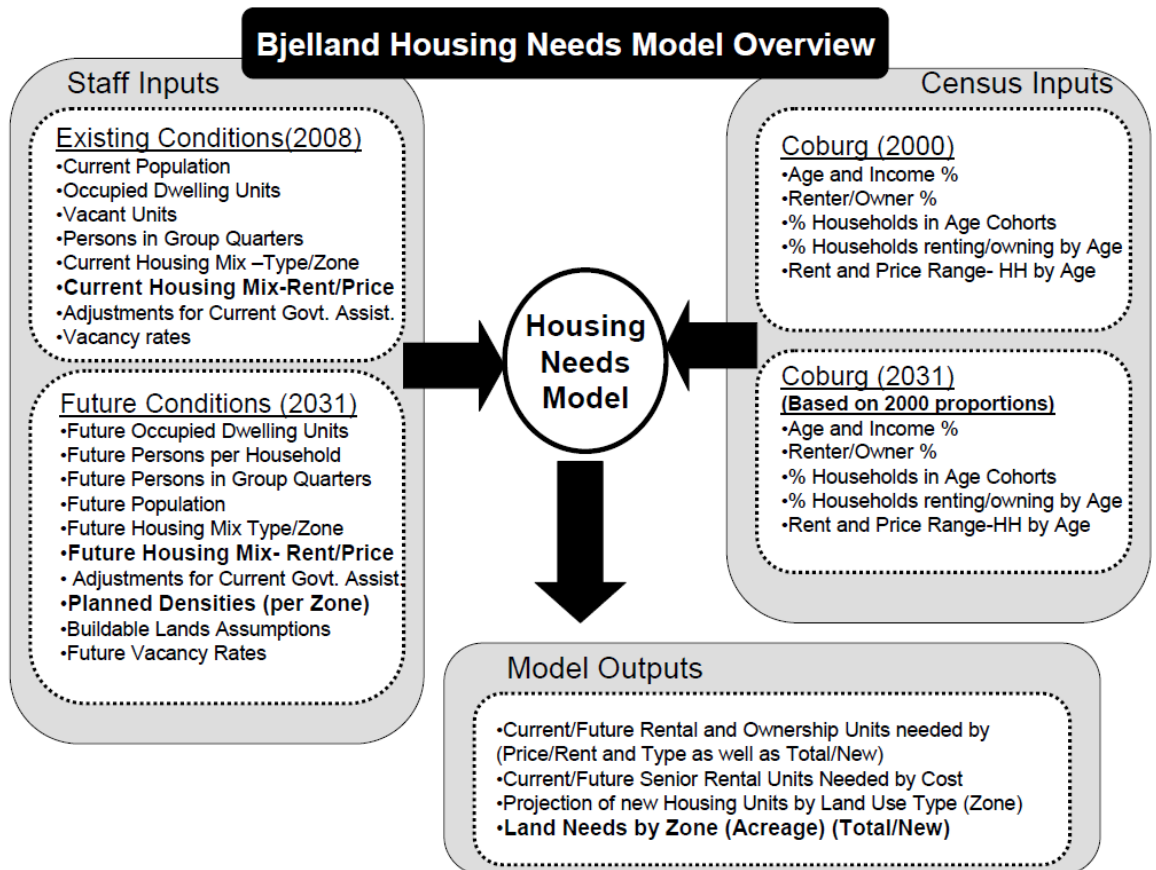 Bjelland Housing Needs Model Overview
Staff Inputs
Existing Conditions(2008)
•Current Population
•Occupied Dwelling Units
•Vacant Units
•Persons in Group Quarters
•Current Housing Mix –Type/Zone
•Current Housing Mix-Rent/Price
•Adjustments for Current Govt. Assist.
•Vacancy rates
Future Conditions (2031)
•Future Occupied Dwelling Units
•Future Persons per Household
•Future Persons in Group Quarters
•Future Population
•Future Housing Mix Type/Zone
•Future Housing Mix- Rent/Price
• Adjustments for Current Govt. Assist
•Planned Densities (per Zone)
•Buildable Lands Assumptions
•Future Vacancy Rates
Housing
Needs
Model
Census Inputs
Coburg (2000)
•Age and Income %
•Renter/Owner %
•% Households in Age Cohorts
•% Households renting/owning by Age
•Rent and Price Range- HH by Age
Coburg (2031)
(Based on 2000 proportions)
•Age and Income %
•Renter/Owner %
•% Households in Age Cohorts
•% Households renting/owning by Age
•Rent and Price Range-HH by Age
Model Outputs
•Current/Future Rental and Ownership Units needed by
(Price/Rent and Type as well as Total/New)
•Current/Future Senior Rental Units Needed by Cost
•Projection of new Housing Units by Land Use Type (Zone)
•Land Needs by Zone (Acreage) (Total/New)